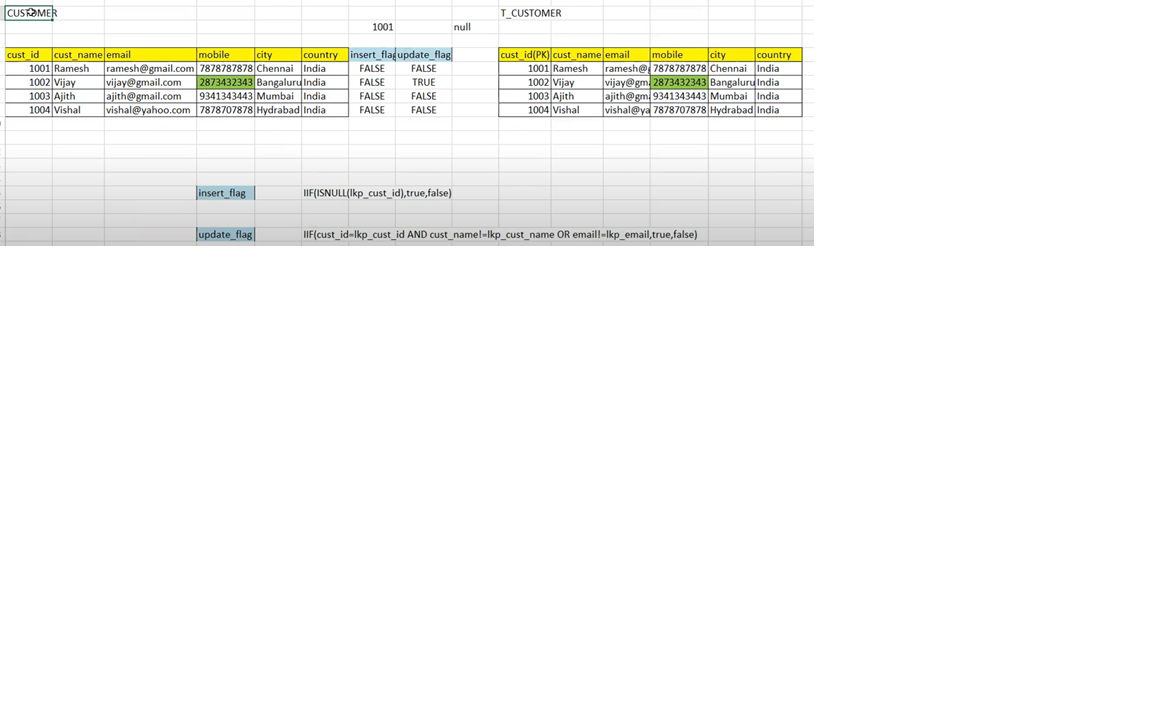 CUSTOMER T_CUSTOMER
1001 null
cust_id cust_name email mobile city country insert_flag update_flag cust_id(PK) cust_name email mobile city country
1001 Ramesh ramesh@gmail.com 7878787878 Chennai India FALSE FALSE 1001 Ramesh ramesh@g 7878787878 Chennai India
1002 Vijay vijay@gmail.com 2873432343 Bangaluru India FALSE TRUE 1002 Vijay vijay@gma 2873432343 Bangaluru India
1003 Ajith ajith@gmail.com 9341343443 Mumbai India FALSE FALSE 1003 Ajith ajith@gm 9341343443 Mumbai India
1004 Vishal vishal@yahoo.com 7878707878 Hydrabad India FALSE FALSE 1004 Vishal vishal@ya 7878707878 Hydrabad India
insert_flag IIF(ISNULL(lkp_cust_id),true,false)
update_flag IIF(cust_id=lkp_cust_id AND cust_name!=lkp_cust_name OR email!=lkp_email,true,false)